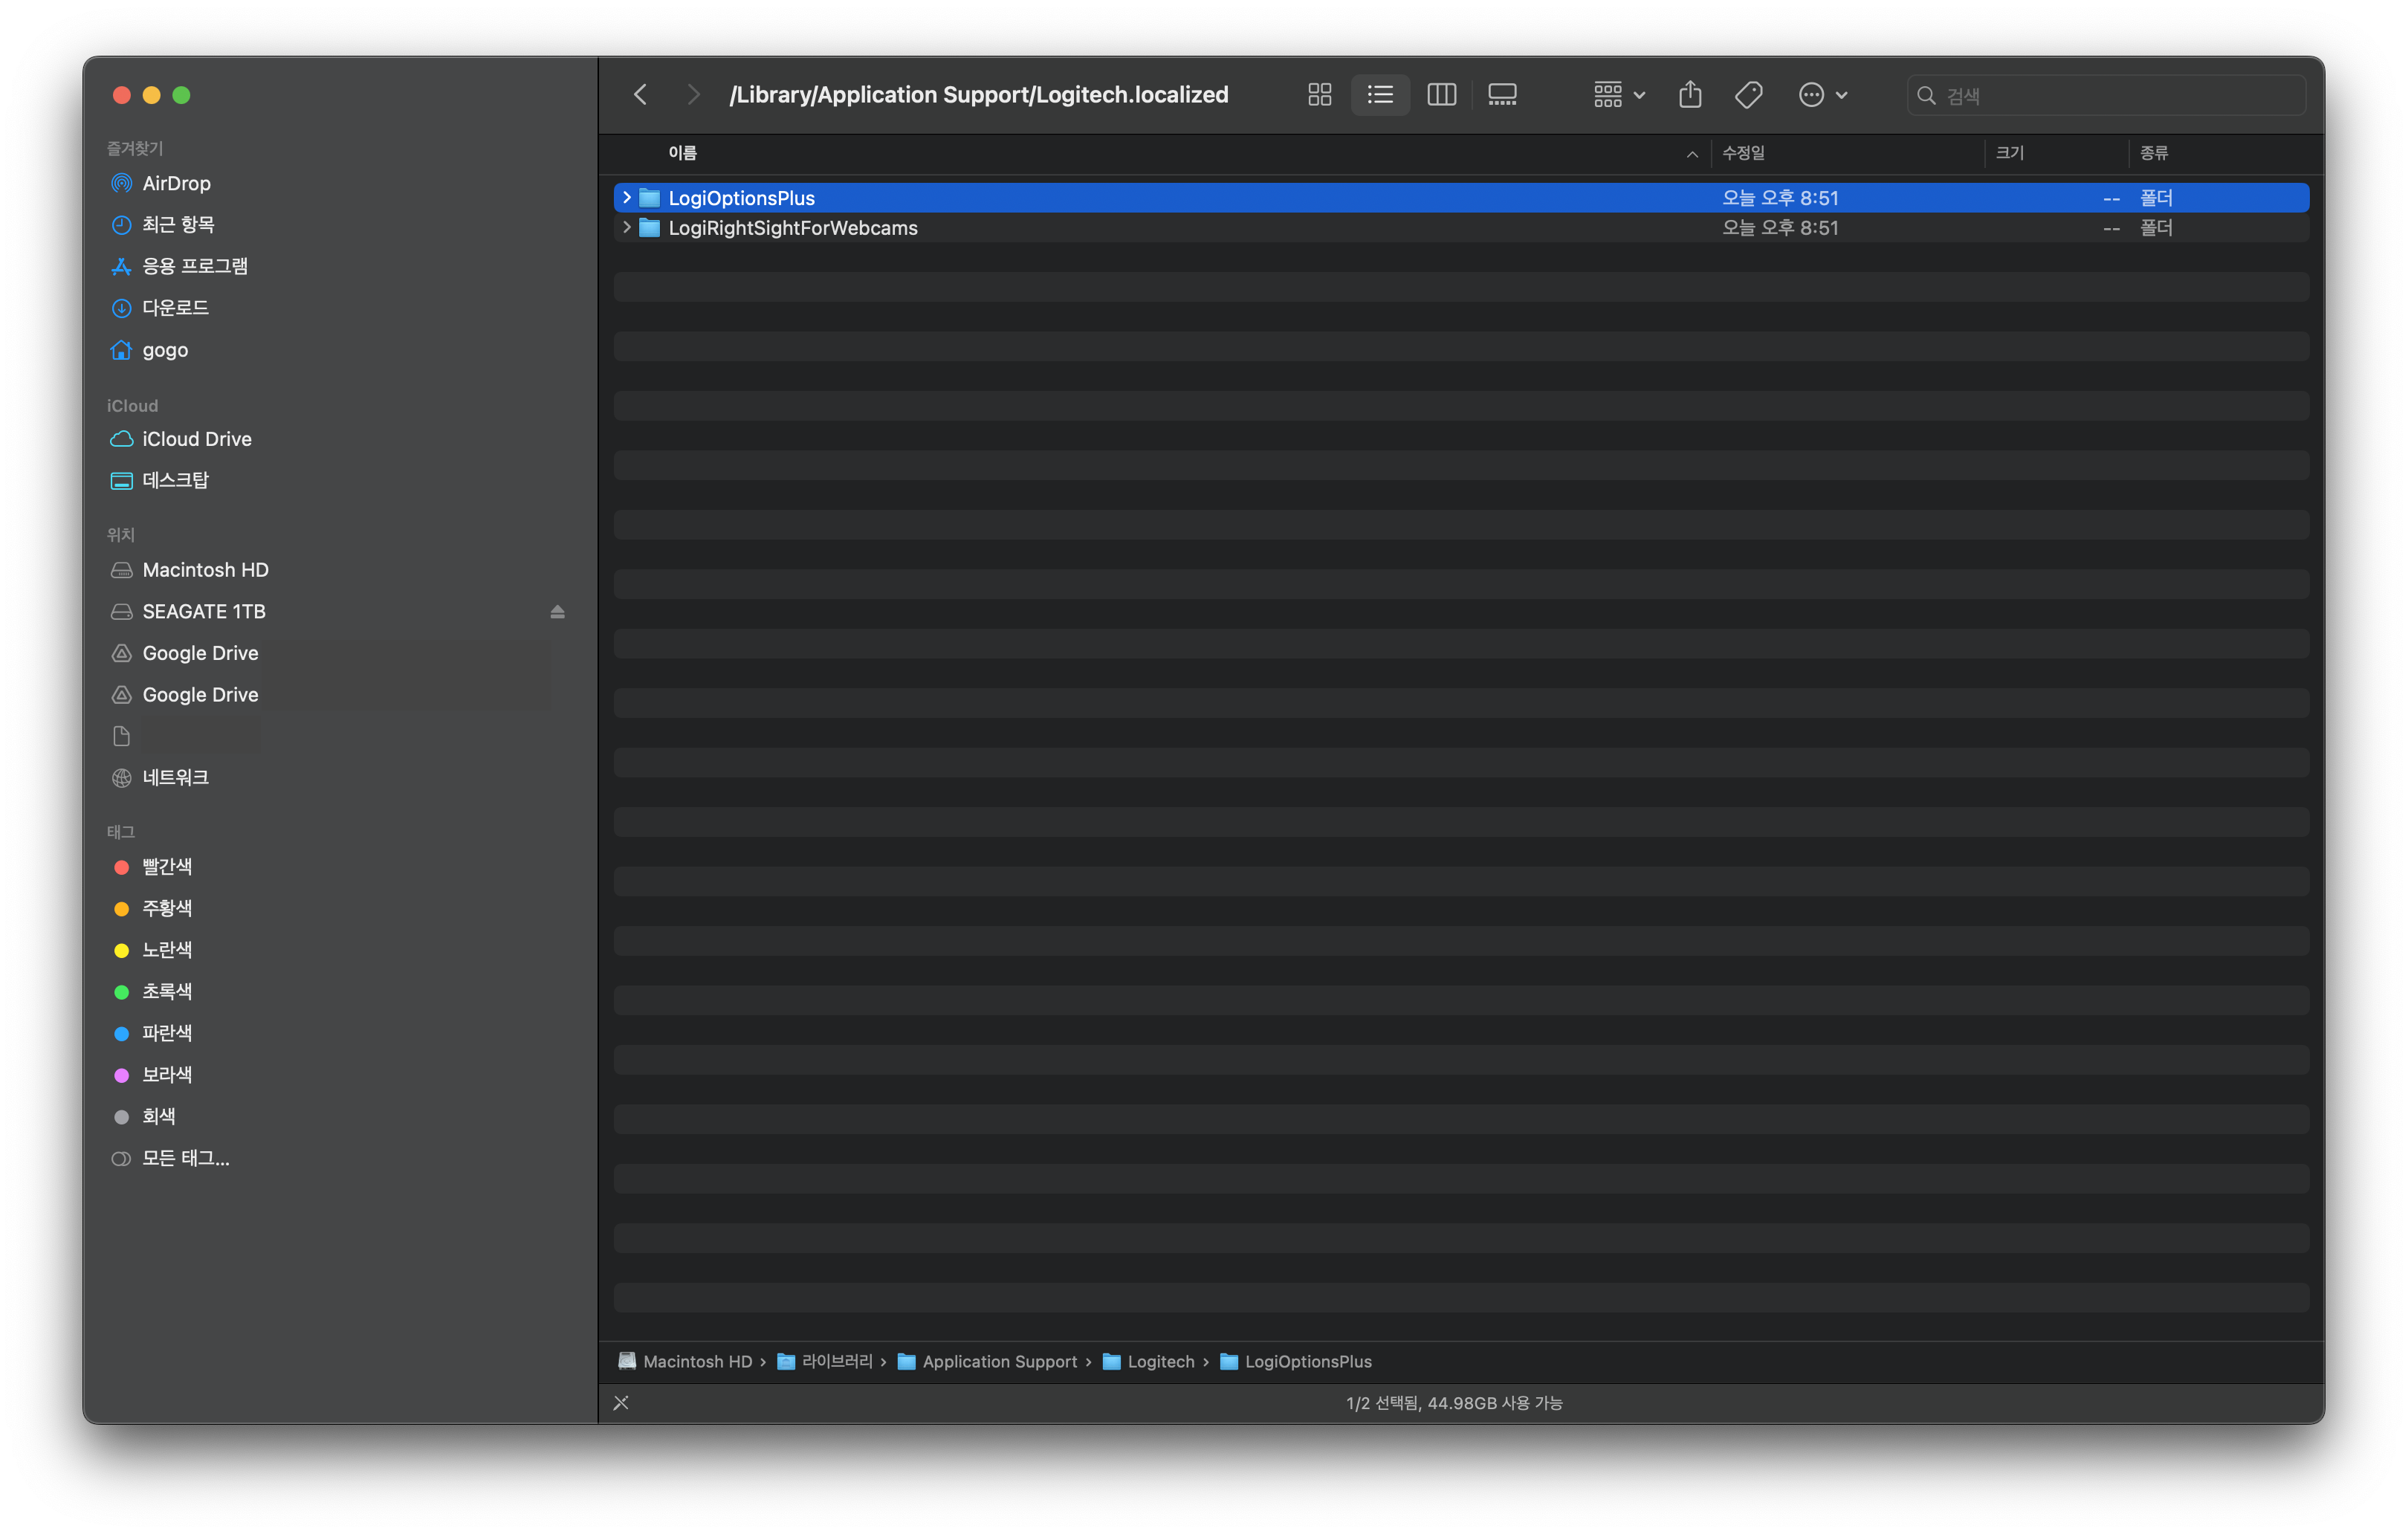 즐겨찾기
AirDrop
최근 항목
응용 프로그램
다운로드
gogo
iCloud
iCloud Drive
데스크탑
위치
Macintosh HD
SEAGATE 1TB
Google Drive
Google Drive
네트워크
태그
빨간색
주황색
노란색
초록색
파란색
보라색
회색
모든 태그...
/Library/Application Support/Logitech.localized
검색
이름 수정일 크기 종류
LogiOptionsPlus 오늘 오후 8:51 -- 폴더
LogiRightSightForWebcams 오늘 오후 8:51 -- 폴더
Macintosh HD › 라이브러리 › Application Support › Logitech › LogiOptionsPlus
1/2 선택됨, 44.98GB 사용 가능